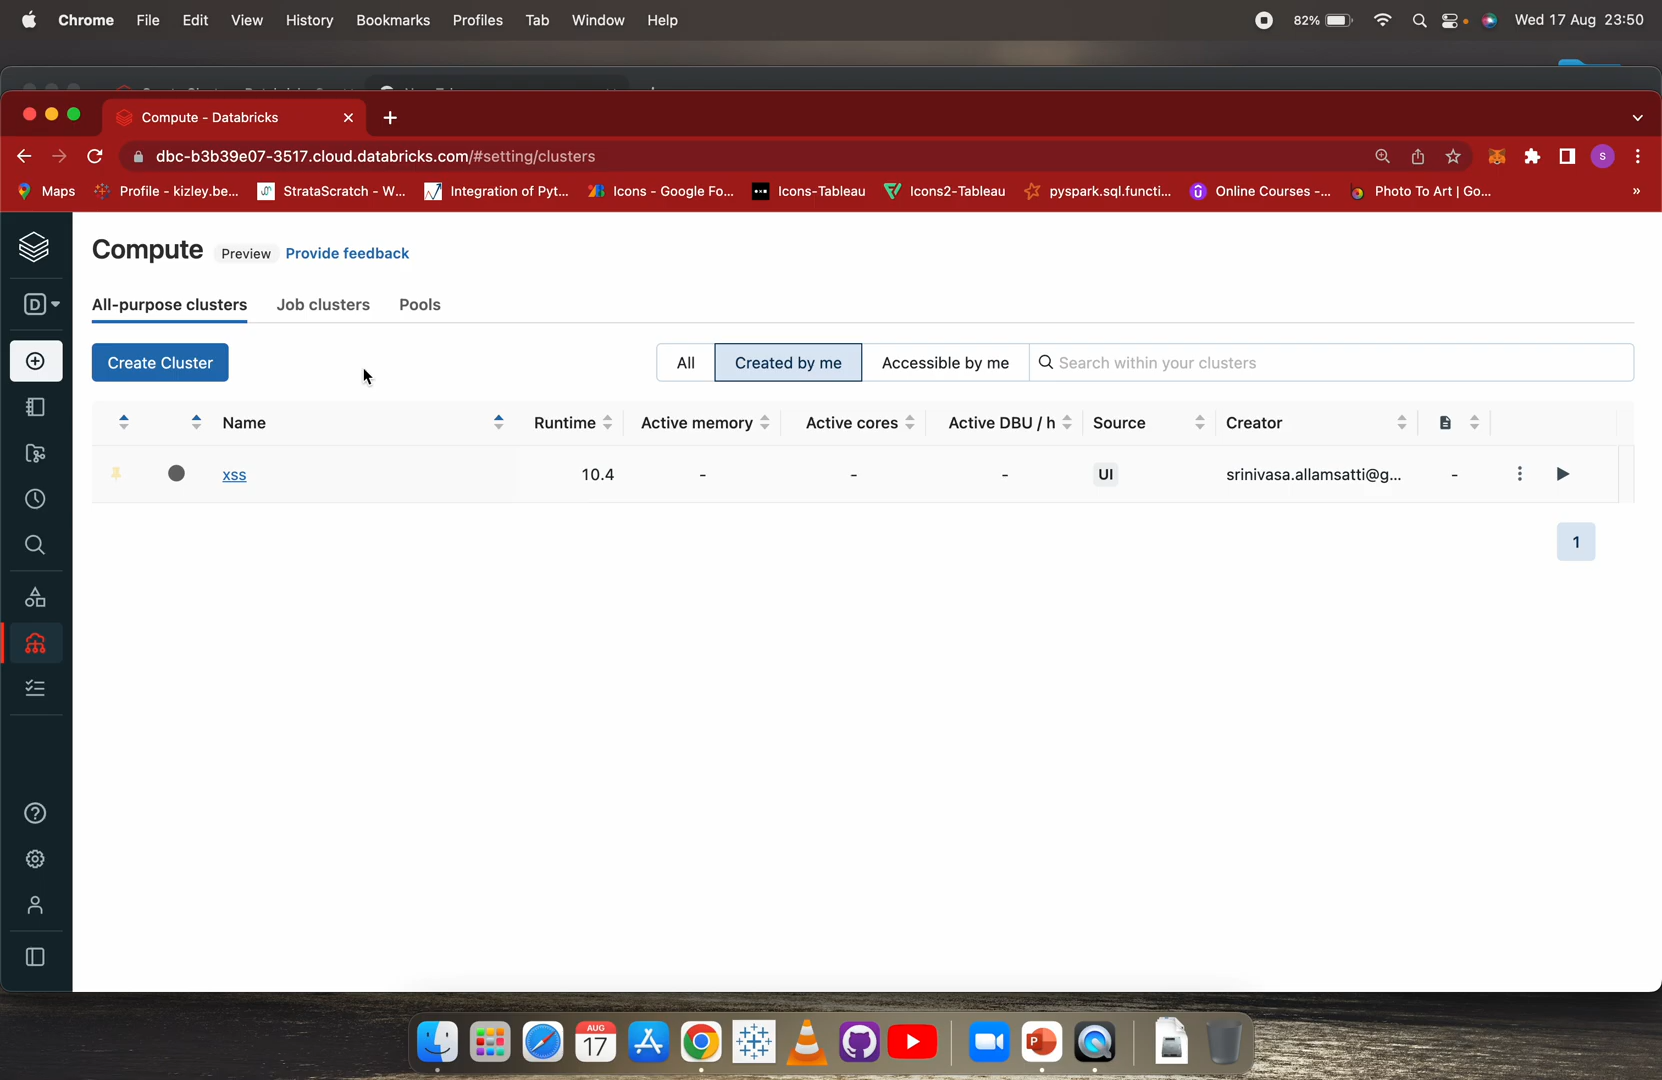 Chrome File Edit View History Bookmarks Profiles Tab Window Help 82% Wed 17 Aug 23:50
Compute - Databricks
dbc-b3b39e07-3517.cloud.databricks.com/#setting/clusters S
Maps Profile - kizley.be... StrataScratch - W... Integration of Pyt... Icons - Google Fo... Icons-Tableau Icons2-Tableau pyspark.sql.functi... Online Courses -... Photo To Art | Go... »
Compute Preview Provide feedback
D
All-purpose clusters Job clusters Pools
Create Cluster All Created by me Accessible by me Search within your clusters
Name Runtime Active memory Active cores Active DBU / h Source Creator
xss 10.4 - - - UI srinivasa.allamsatti@g... -
1
AUG
17
P